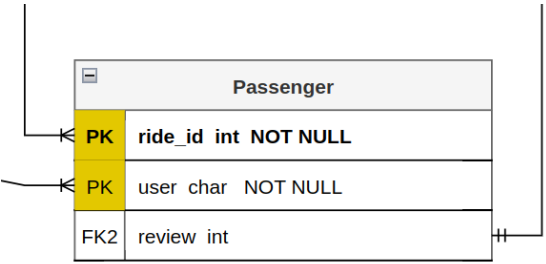 Passenger
PK ride_id int NOT NULL
PK user char NOT NULL
FK2 review int